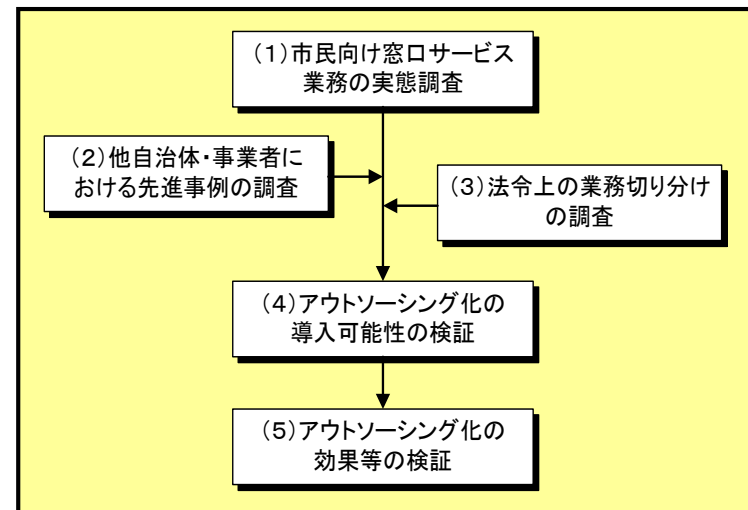 (1)市民向け窓口サービス
業務の実態調査
(2)他自治体・事業者に
おける先進事例の調査
(3)法令上の業務切り分け
の調査
(4)アウトソーシング化の
導入可能性の検証
(5)アウトソーシング化の
効果等の検証